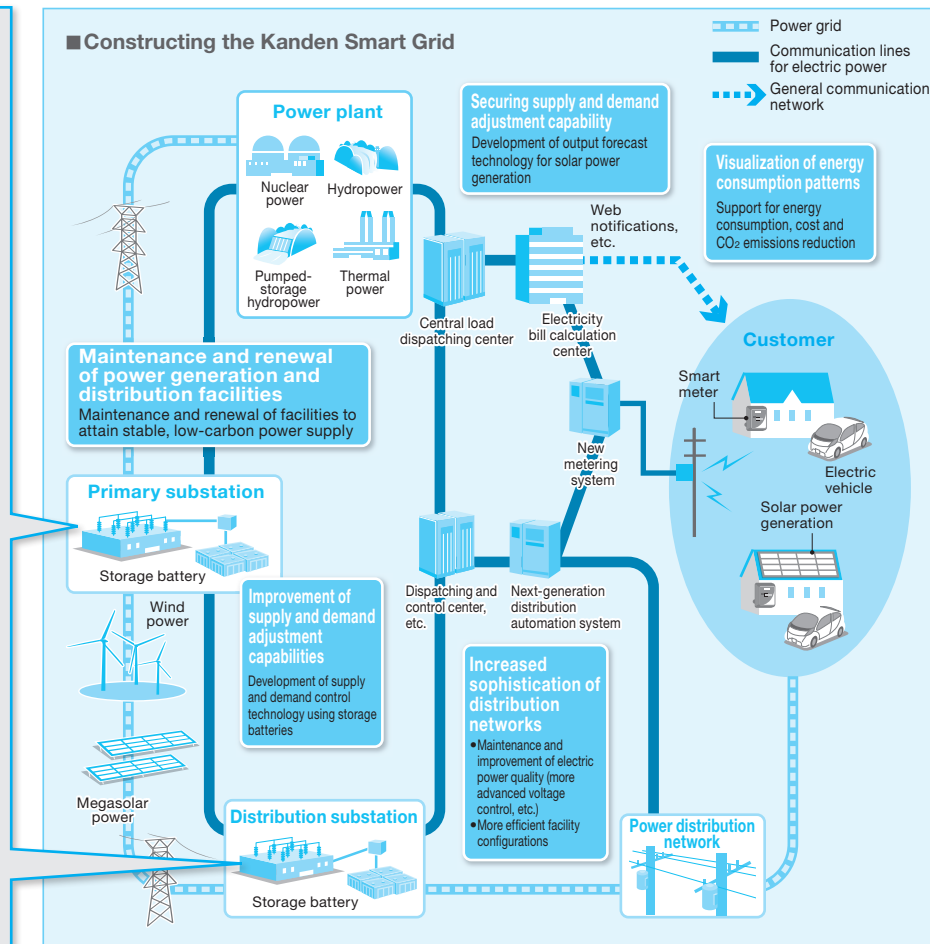 ■Constructing the Kanden Smart Grid
Power grid
Communication lines
for electric power
General communication
network
Power plant
Nuclear
power
Hydropower
Pumped-
storage
hydropower
Thermal
power
Securing supply and demand
adjustment capability
Development of output forecast
technology for solar power
generation
Visualization of energy
consumption patterns
Support for energy
consumption, cost and
CO2 emissions reduction
Web
notifications,
etc.
Central load
dispatching center
Electricity
bill calculation
center
Customer
Smart
meter
Electric
vehicle
Solar power
generation
Maintenance and renewal
of power generation and
distribution facilities
Maintenance and renewal of facilities to
attain stable, low-carbon power supply
New
metering
system
Primary substation
Storage battery
Wind
power
Megasolar
power
Improvement of
supply and demand
adjustment
capabilities
Development of supply
and demand control
technology using storage
batteries
Dispatching and
control center,
etc.
Next-generation
distribution
automation system
Increased
sophistication of
distribution
networks
•Maintenance and
improvement of electric
power quality (more
advanced voltage
control, etc.)
•More efficient facility
configurations
Distribution substation
Storage battery
Power distribution
network